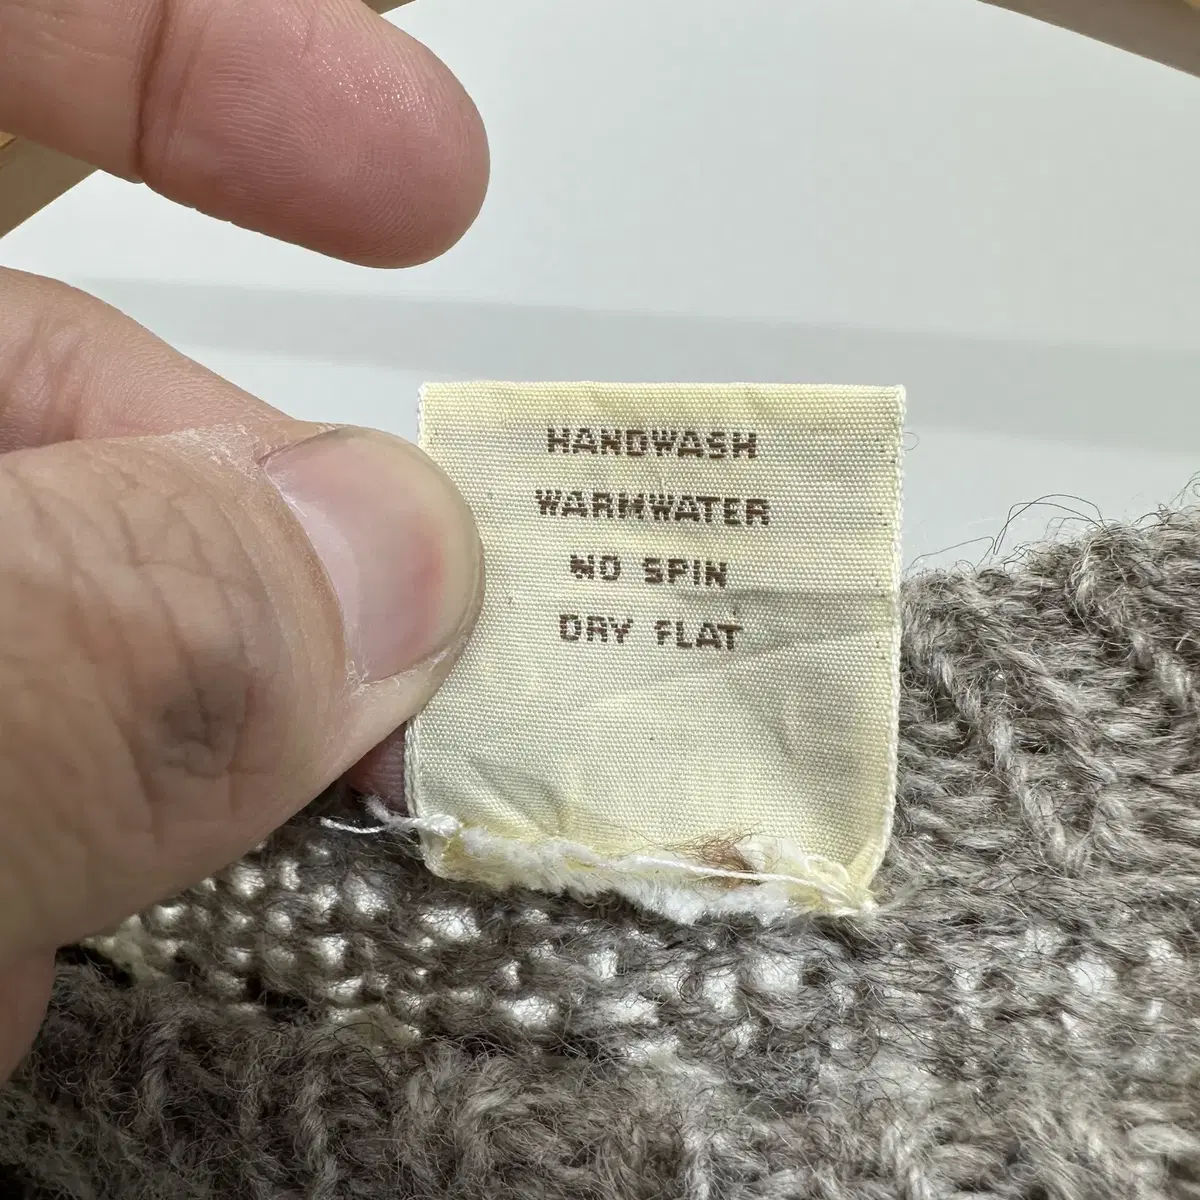 HANDWASH
WARMWATER
NO SPIN
DRY FLAT